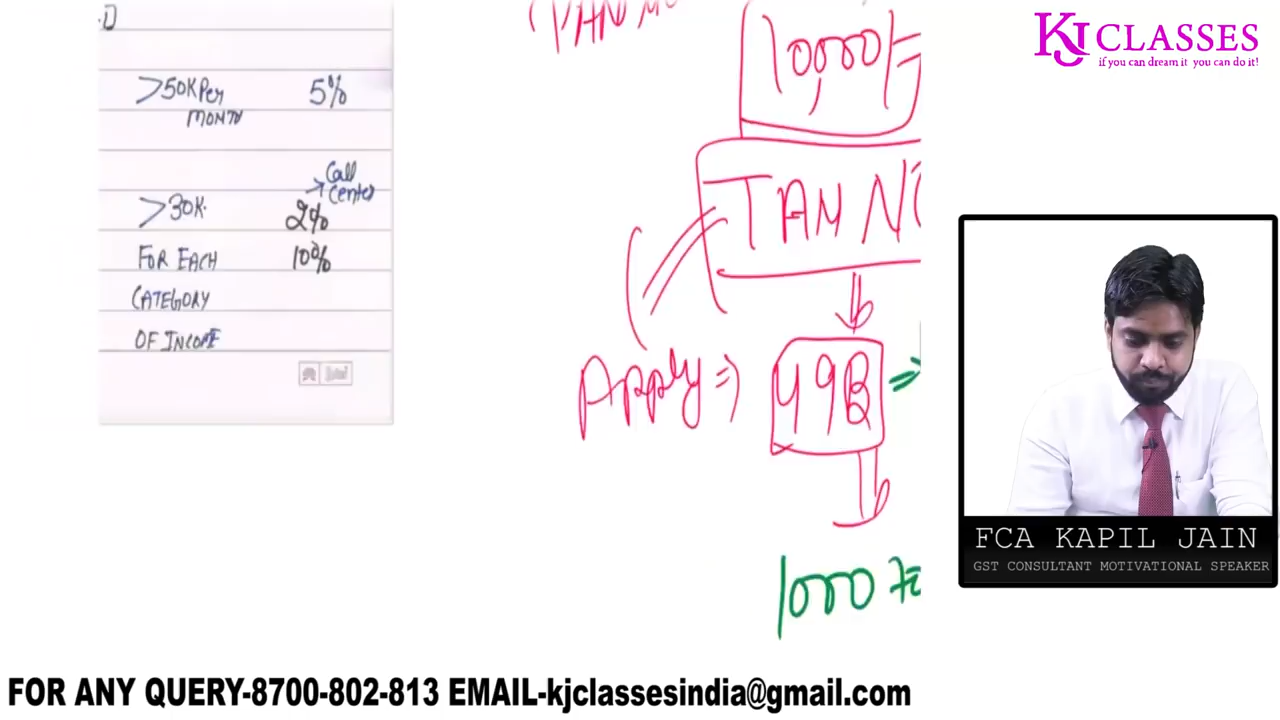 >50K Per
MONTH
5%
Call
Center
>30K.
2%
FOR EACH
10%
CATEGORY
OF INCOME
10,000/=
TAN
Apply => 49B =>
1000
KJ CLASSES
if you can dream it you can do it!
FCA KAPIL JAIN
GST CONSULTANT MOTIVATIONAL SPEAKER
FOR ANY QUERY-8700-802-813 EMAIL-kjclassesindia@gmail.com